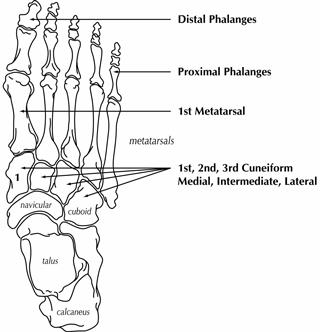 Distal Phalanges
Proximal Phalanges
1st Metatarsal
metatarsals
1st, 2nd, 3rd Cuneiform
Medial, Intermediate, Lateral
1
navicular
cuboid
talus
calcaneus